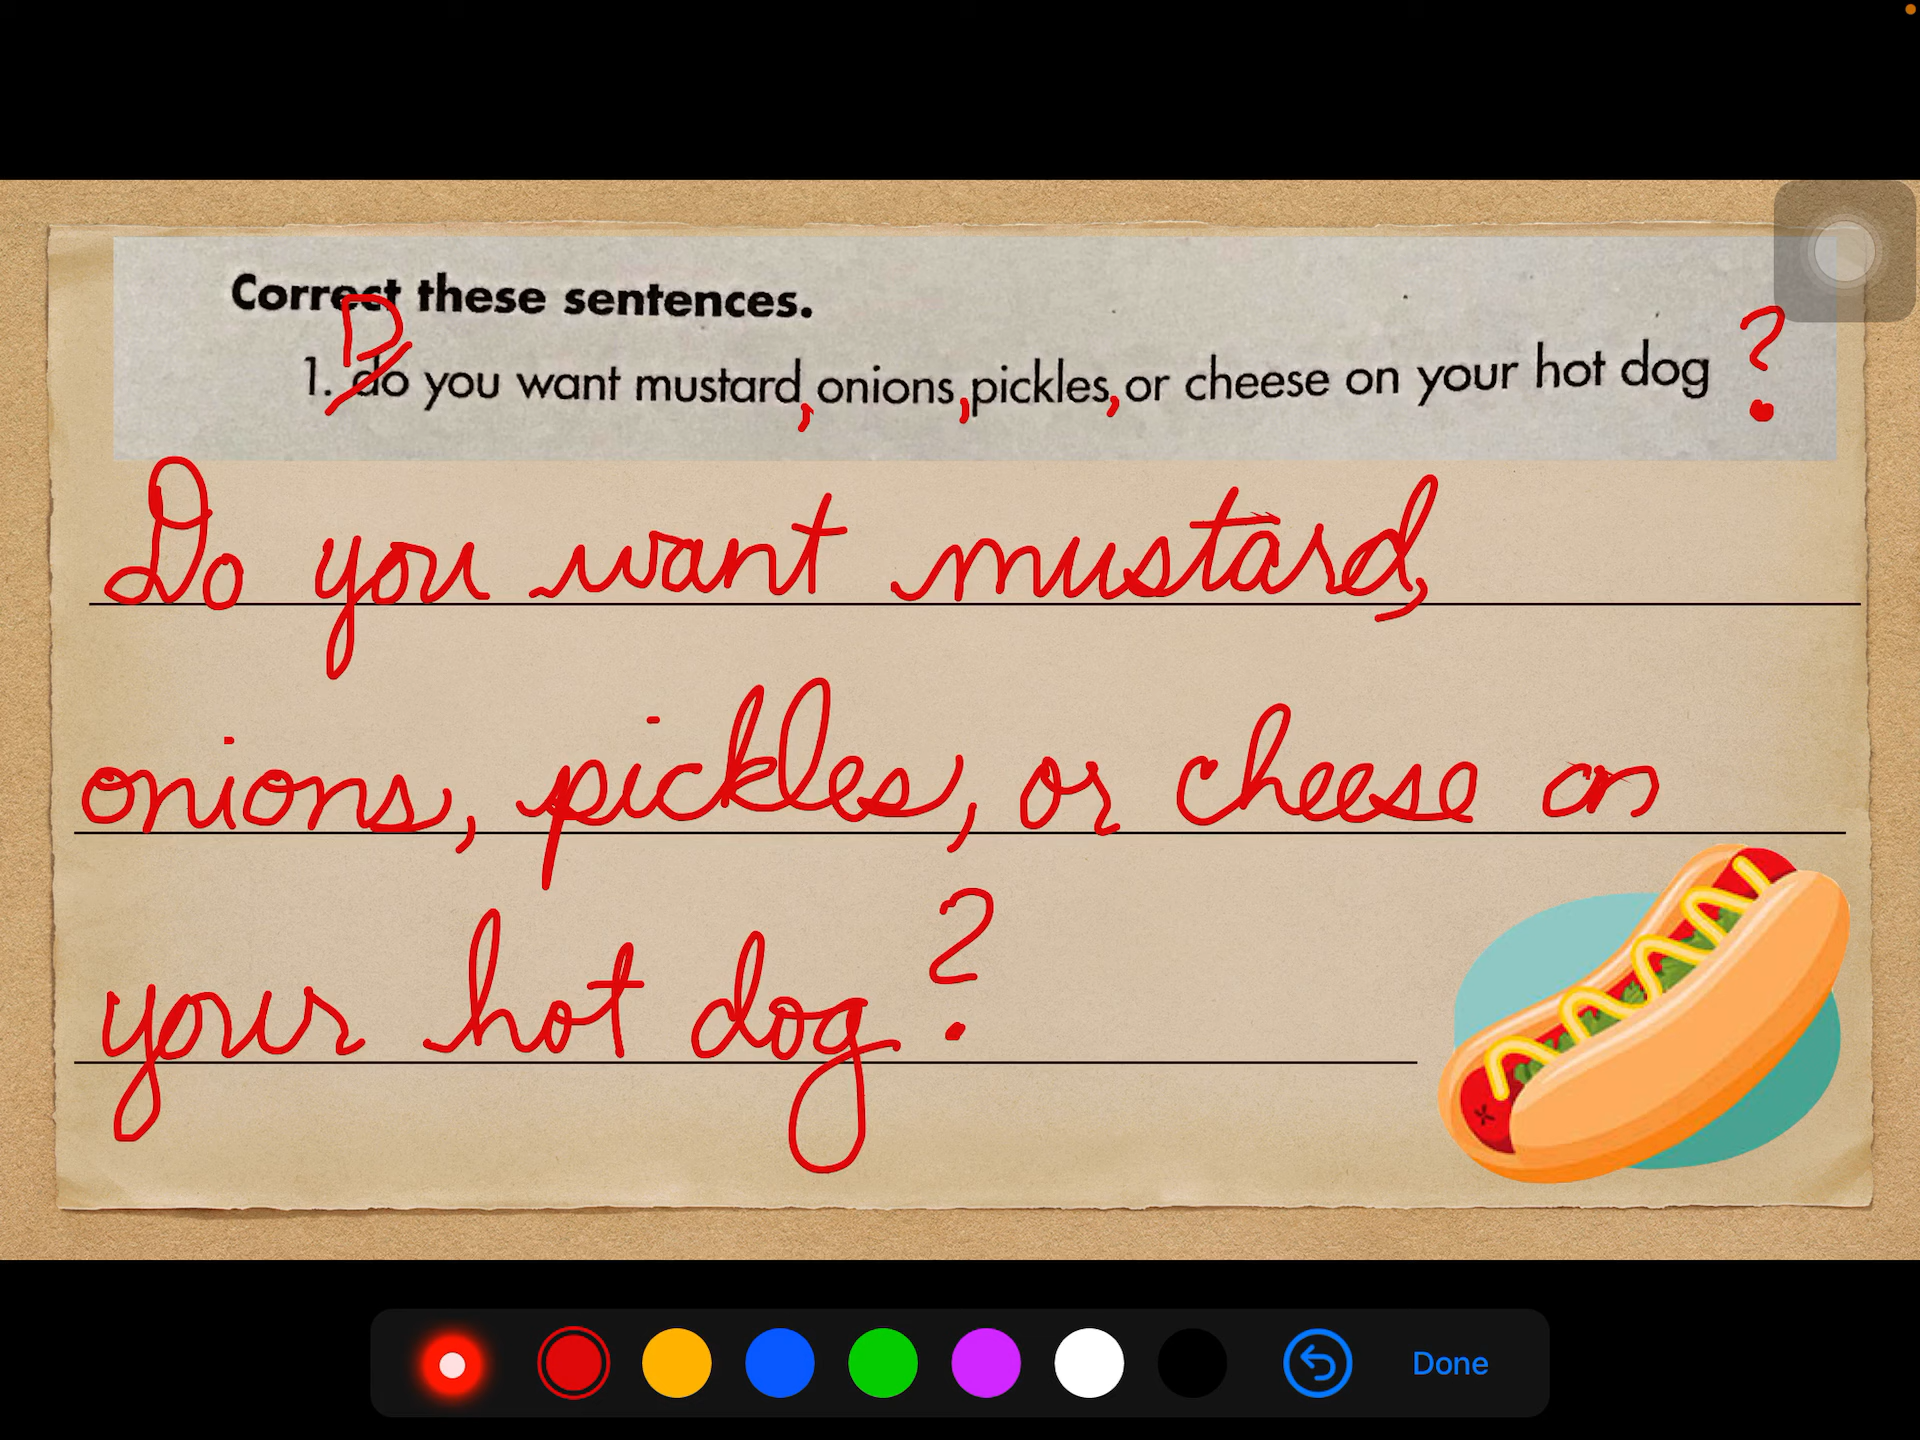 Correct these sentences.
D
1. do you want mustard, onions, pickles, or cheese on your hot dog ?
Do you want mustard,
onions, pickles, or cheese on
your hot dog?
Done